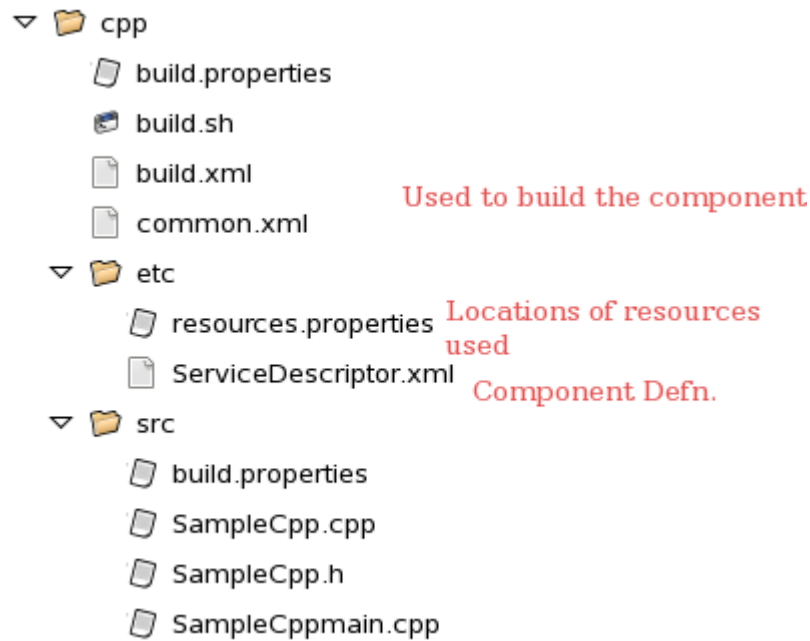 cpp
build.properties
build.sh
build.xml
Used to build the component
common.xml
etc
resources.properties
Locations of resources
used
ServiceDescriptor.xml
Component Defn.
src
build.properties
SampleCpp.cpp
SampleCpp.h
SampleCppmain.cpp